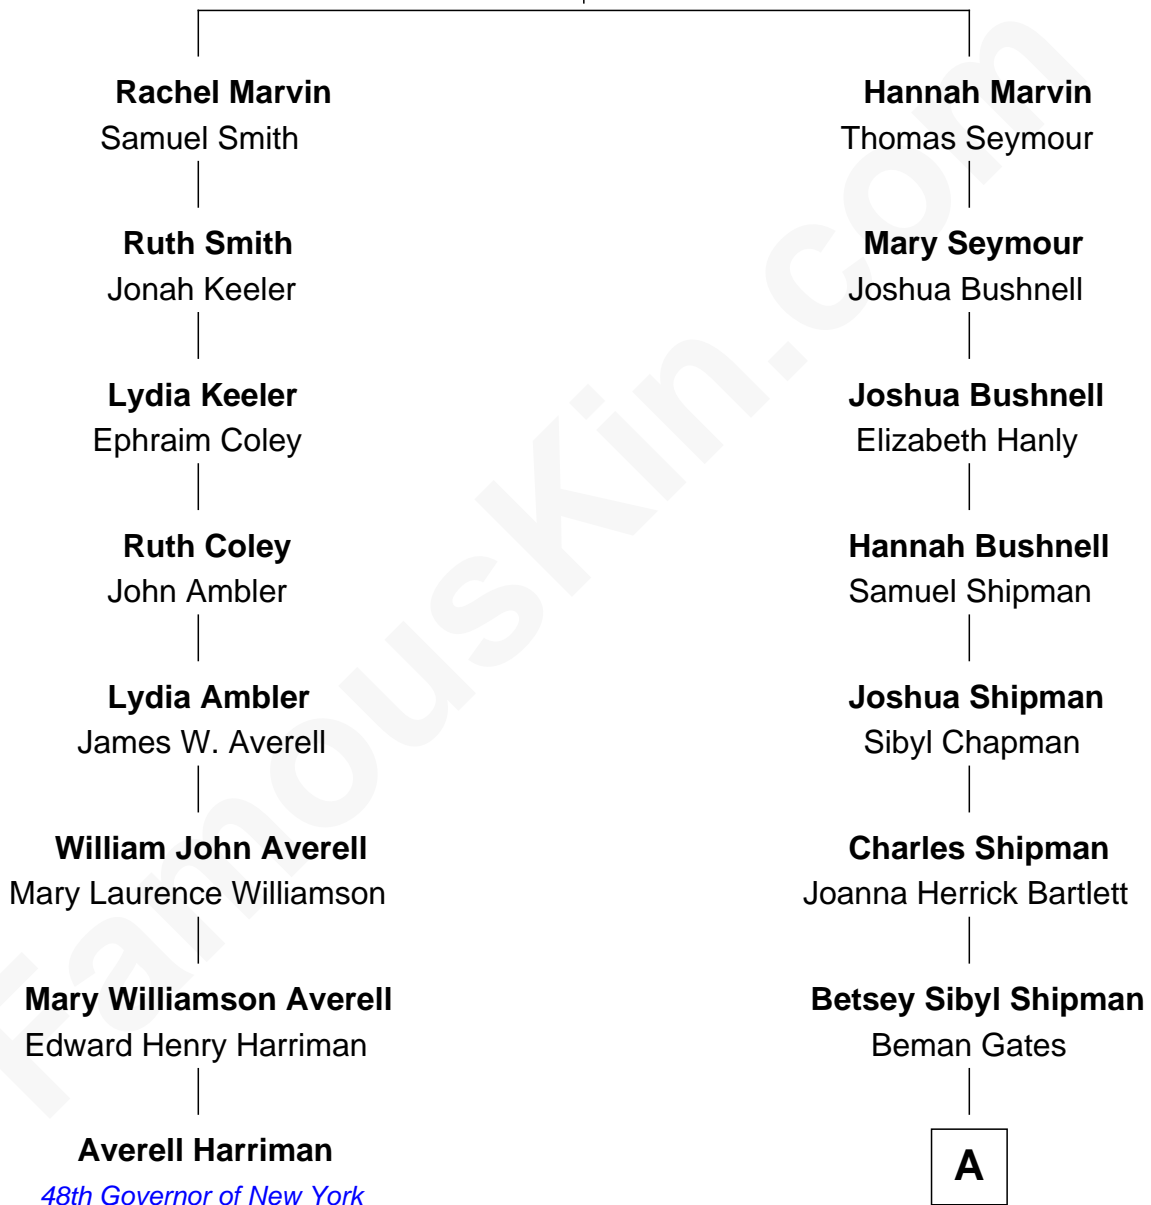 Rachel Marvin
Samuel Smith
Ruth Smith
Jonah Keeler
Lydia Keeler
Ephraim Coley
Ruth Coley
John Ambler
Lydia Ambler
James W. Averell
William John Averell
Mary Laurence Williamson
Mary Williamson Averell
Edward Henry Harriman
Averell Harriman
48th Governor of New York
Hannah Marvin
Thomas Seymour
Mary Seymour
Joshua Bushnell
Joshua Bushnell
Elizabeth Hanly
Hannah Bushnell
Samuel Shipman
Joshua Shipman
Sibyl Chapman
Charles Shipman
Joanna Herrick Bartlett
Betsey Sibyl Shipman
Beman Gates
A
FamousKin.com